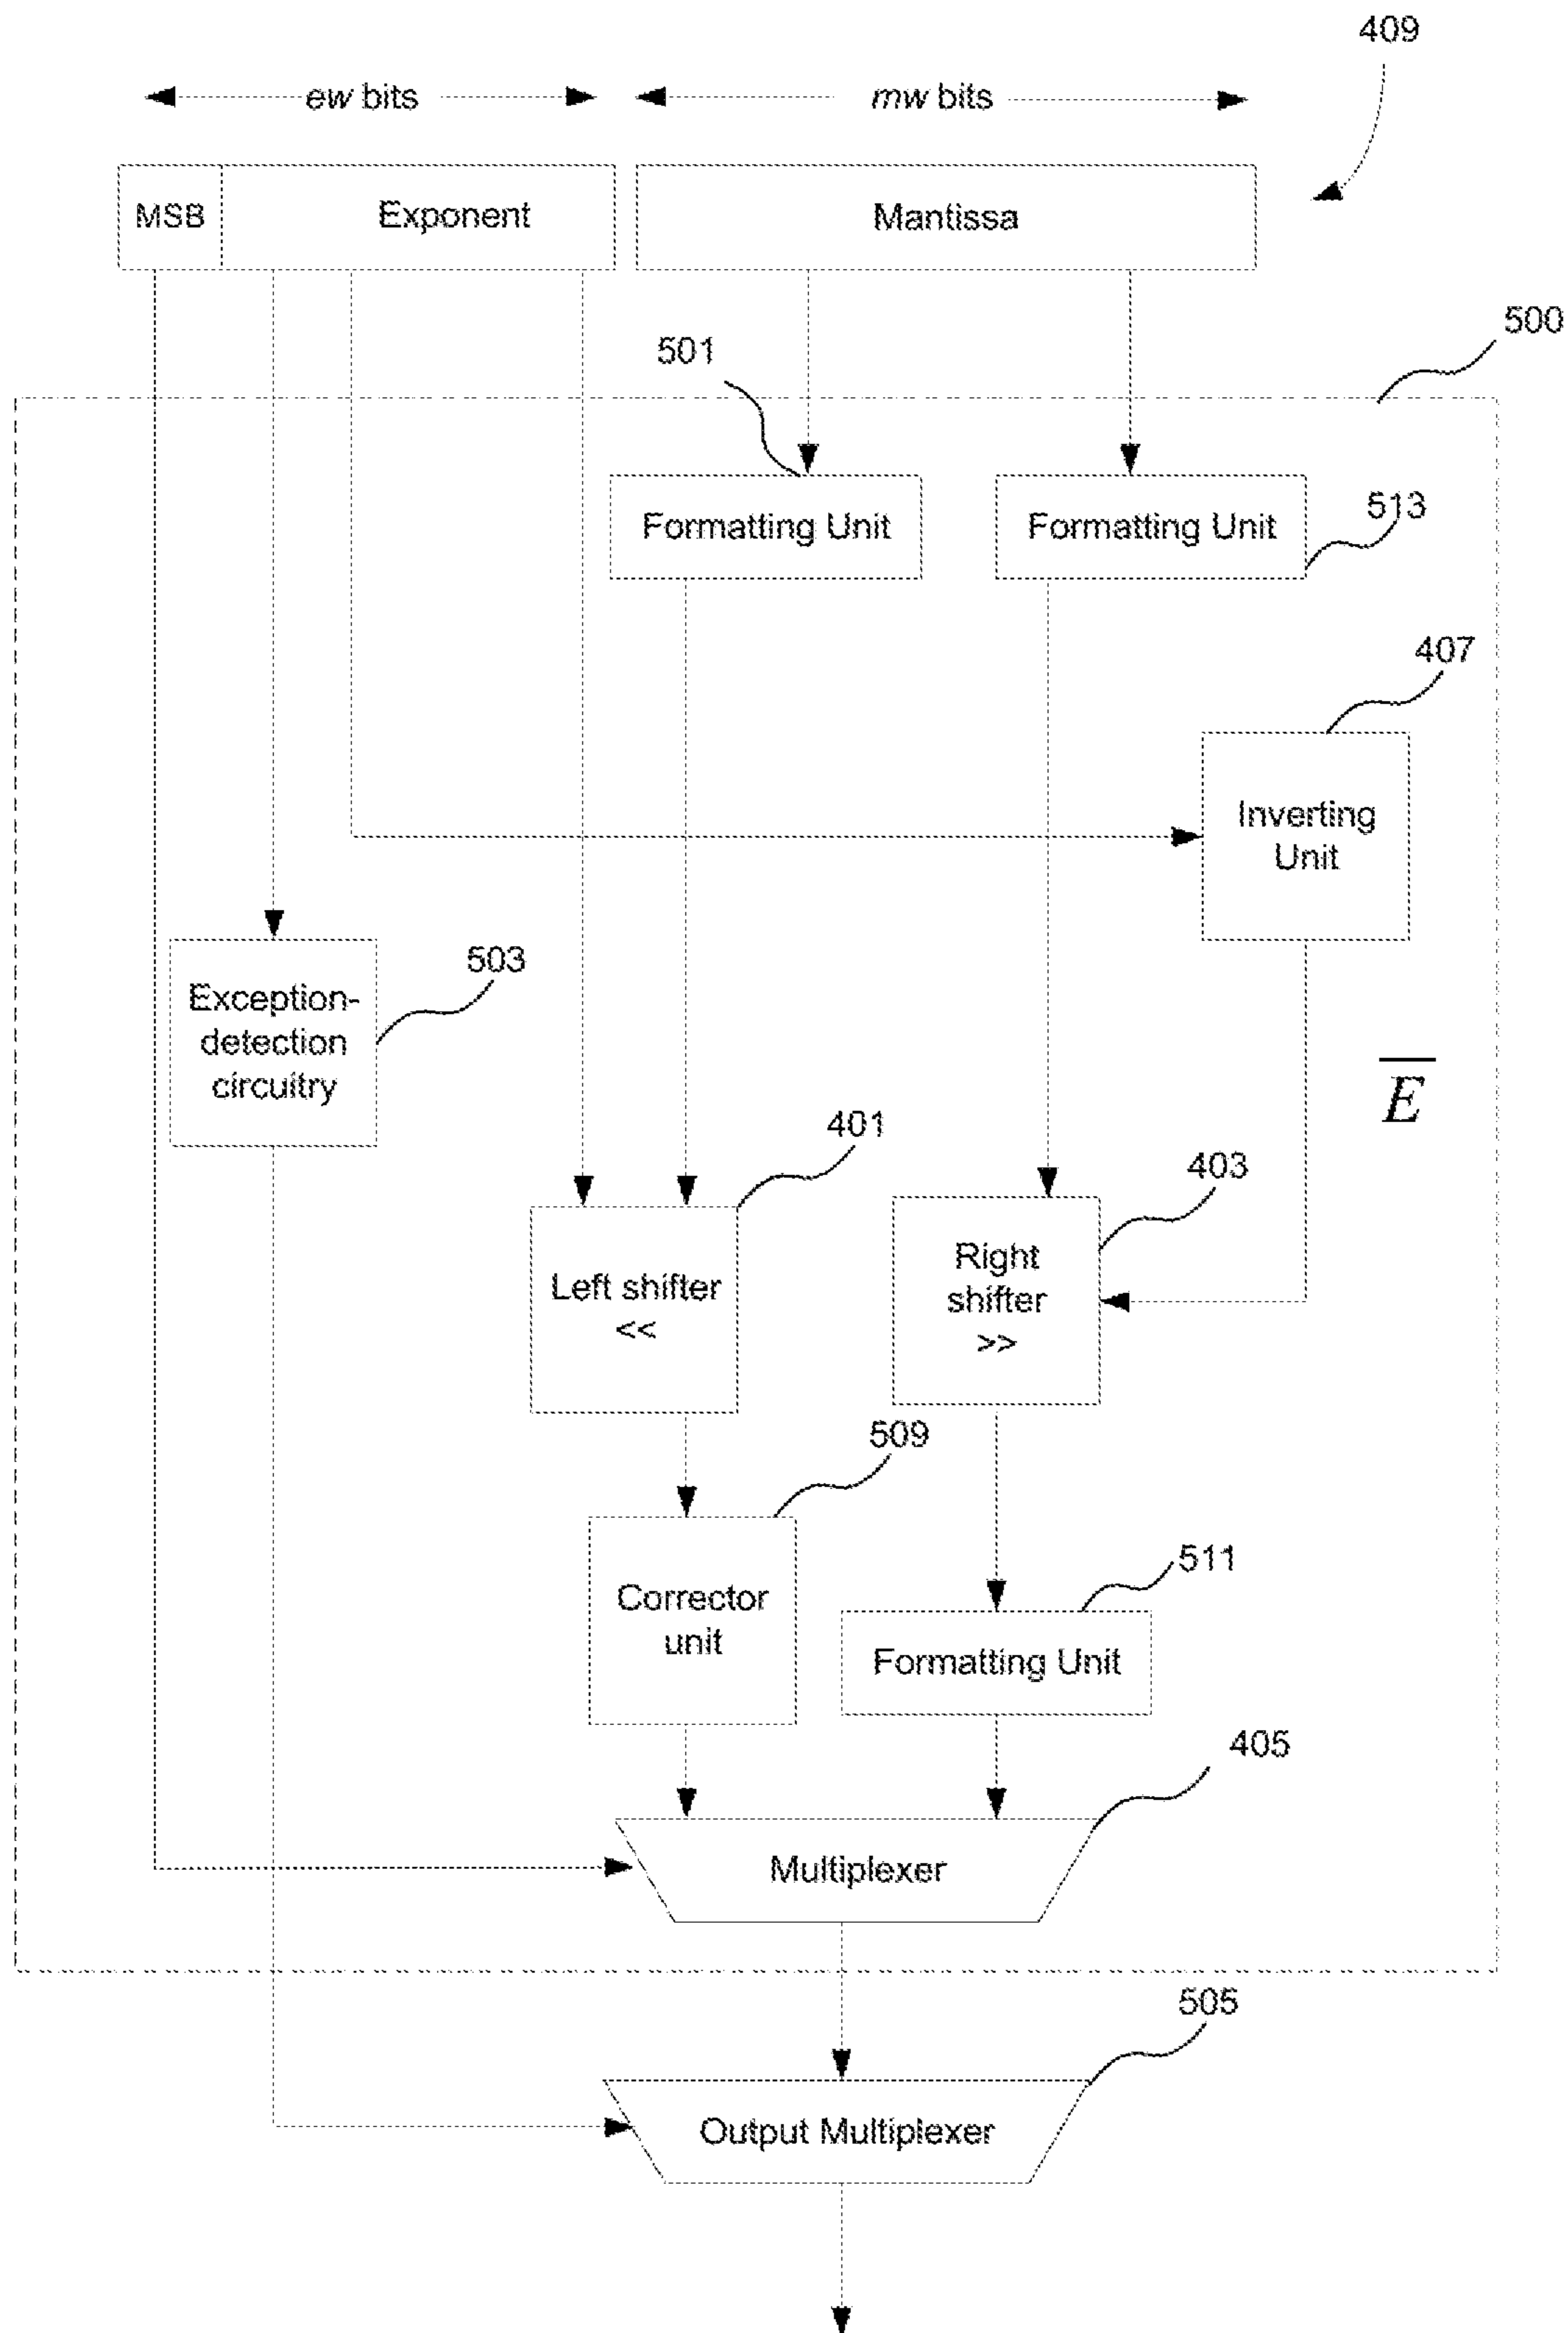 409
ew bits
mw bits
MSB
Exponent
Mantissa
500
501
Formatting Unit
Formatting Unit
513
407
Inverting
Unit
503
Exception-
detection
circuitry
E̅
401
403
Left shifter
<<
Right
shifter
>>
509
511
Corrector
unit
Formatting Unit
405
Multiplexer
505
Output Multiplexer